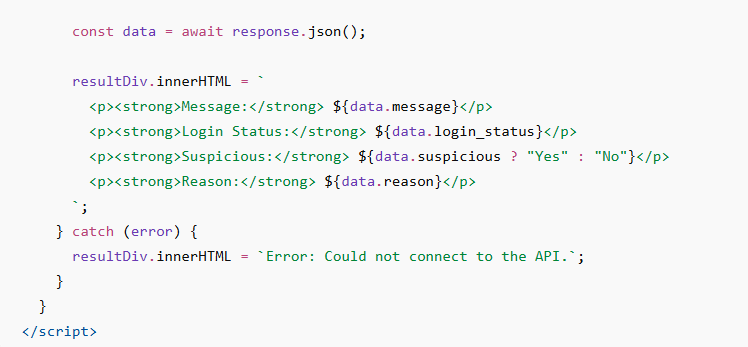 const data = await response.json();
resultDiv.innerHTML = `
<p><strong>Message:</strong> ${data.message}</p>
<p><strong>Login Status:</strong> ${data.login_status}</p>
<p><strong>Suspicious:</strong> ${data.suspicious ? "Yes" : "No"}</p>
<p><strong>Reason:</strong> ${data.reason}</p>
`;
} catch (error) {
resultDiv.innerHTML = `Error: Could not connect to the API.`;
}
}
</script>